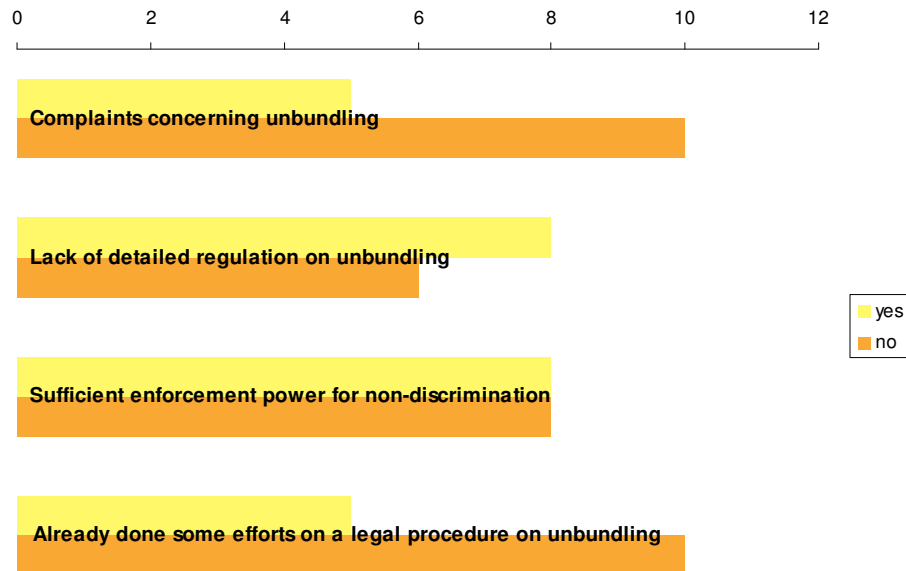 0 2 4 6 8 10 12
Complaints concerning unbundling
Lack of detailed regulation on unbundling
yes
no
Sufficient enforcement power for non-discrimination
Already done some efforts on a legal procedure on unbundling